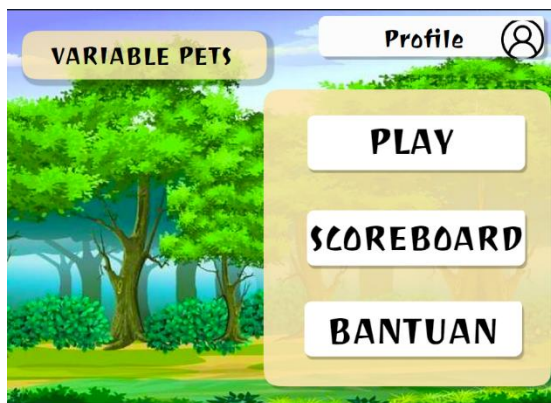 VARIABLE PETS
Profile
PLAY
SCOREBOARD
BANTUAN